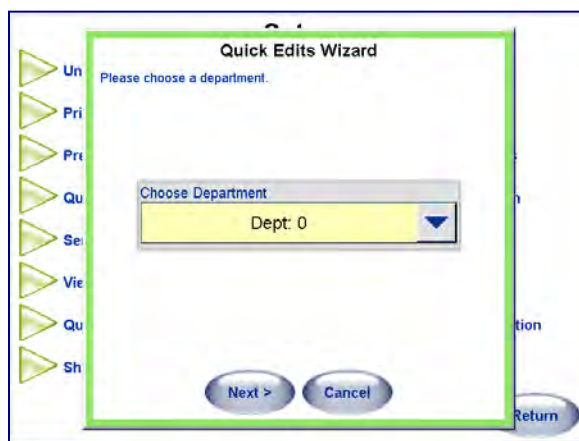 Quick Edits Wizard
Un
Please choose a department.
Pri
Pre
Choose Department
Qu
Dept: 0
Se
Vie
Qu
tion
Sh
Next >
Cancel
Return